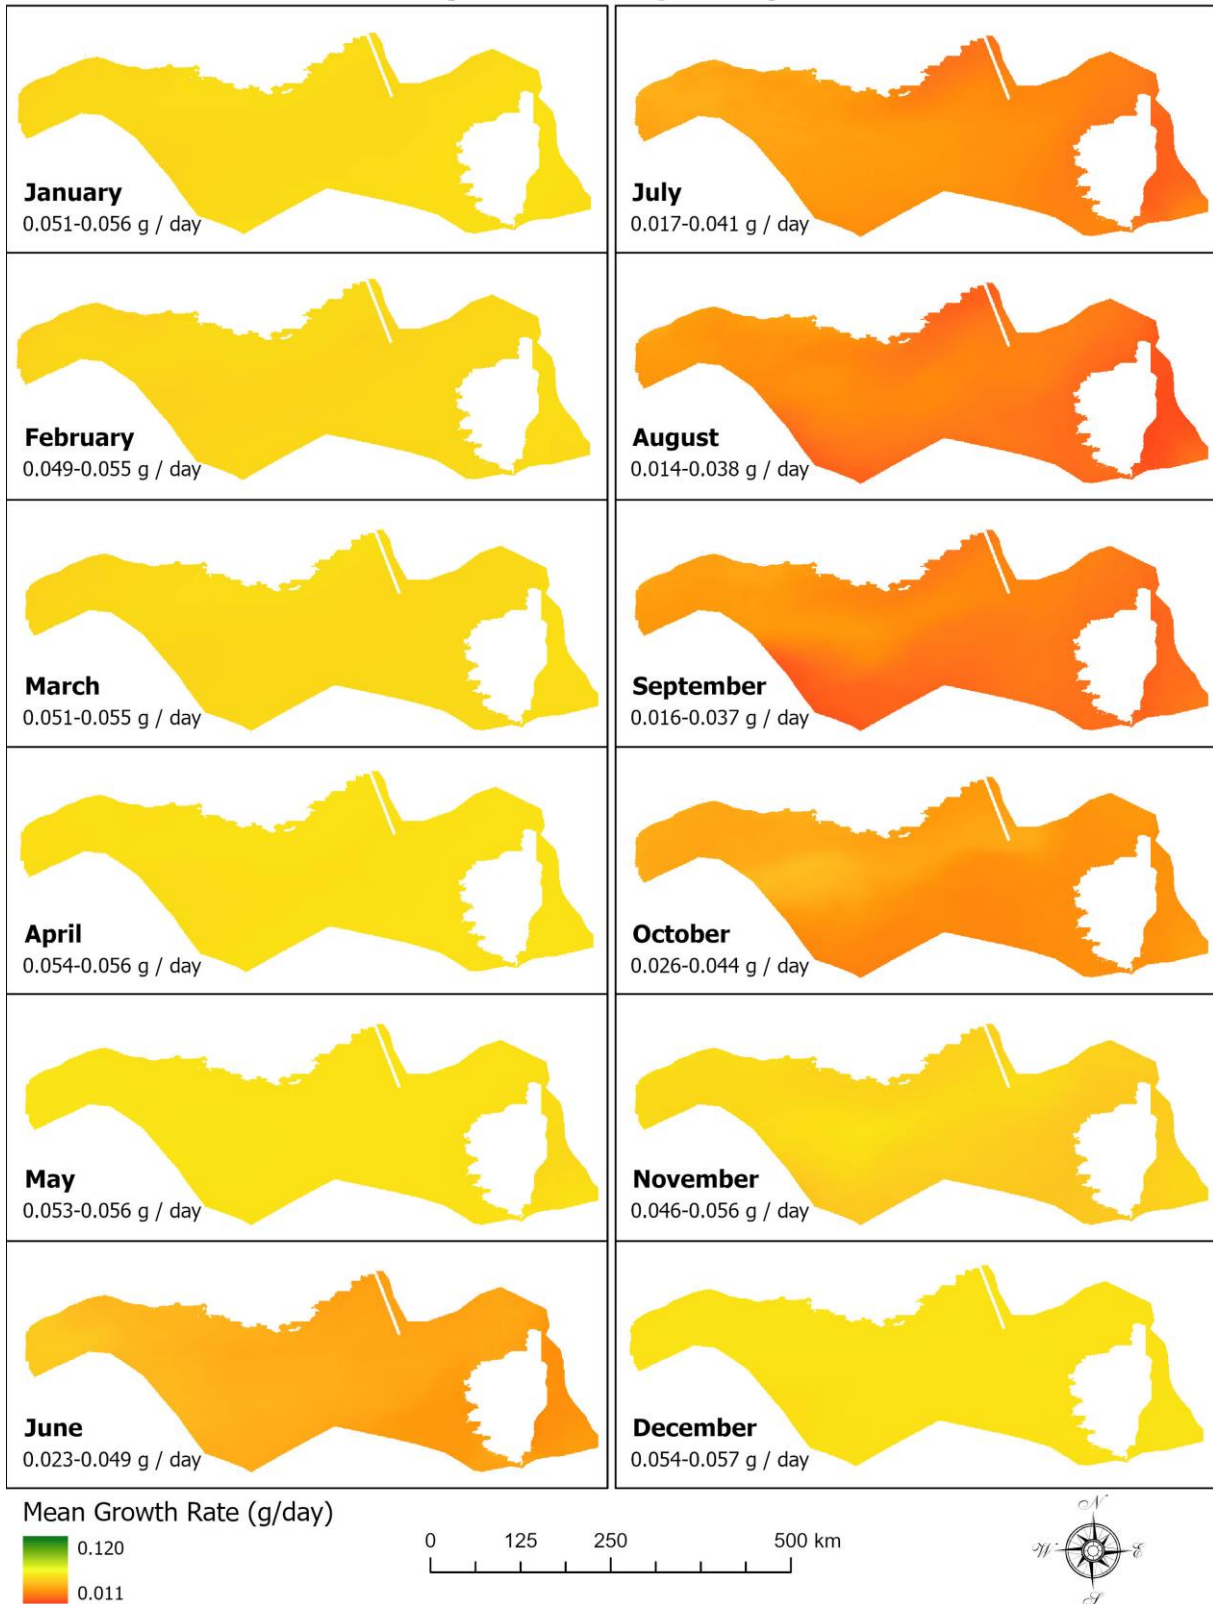 January
0.051-0.056 g / day
February
0.049-0.055 g / day
March
0.051-0.055 g / day
April
0.054-0.056 g / day
May
0.053-0.056 g / day
June
0.023-0.049 g / day
July
0.017-0.041 g / day
August
0.014-0.038 g / day
September
0.016-0.037 g / day
October
0.026-0.044 g / day
November
0.046-0.056 g / day
December
0.054-0.057 g / day
Mean Growth Rate (g/day)
0.120
0.011
0 125 250 500 km
N
W E
S